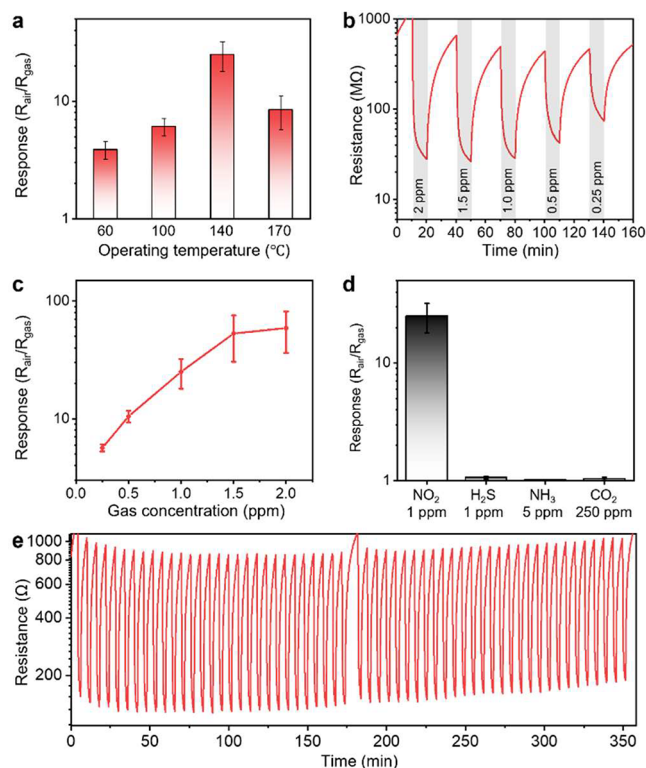 a
Response (Rair/Rgas)
10
1
60 100 140 170
Operating temperature (°C)
b
Resistance (MΩ)
1000
100
10
2 ppm
1.5 ppm
1.0 ppm
0.5 ppm
0.25 ppm
0 20 40 60 80 100 120 140 160
Time (min)
c
Response (Rair/Rgas)
100
10
0.0 0.5 1.0 1.5 2.0
Gas concentration (ppm)
d
Response (Rair/Rgas)
10
1
NO2 H2S NH3 CO2
1 ppm 1 ppm 5 ppm 250 ppm
e
Resistance (Ω)
1000
800
600
400
200
0 50 100 150 200 250 300 350
Time (min)